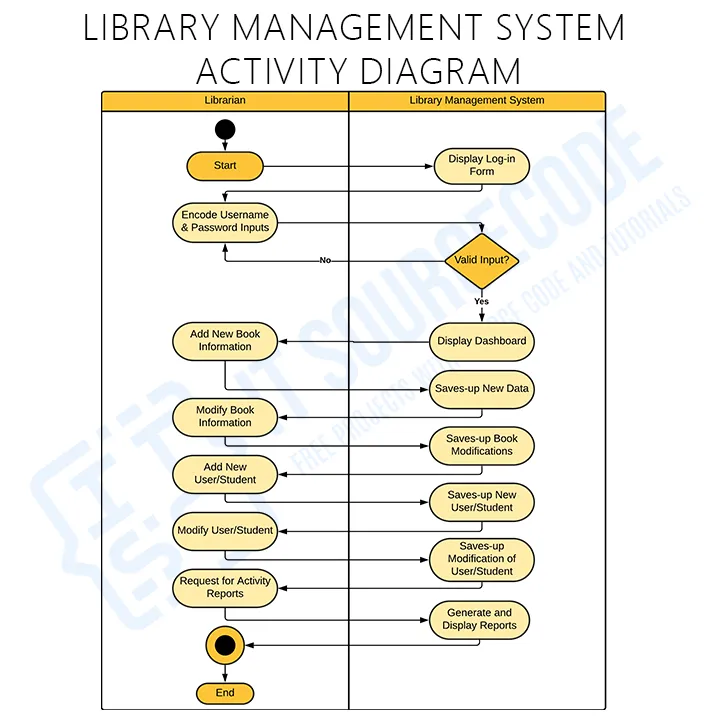 LIBRARY MANAGEMENT SYSTEM
ACTIVITY DIAGRAM
Librarian
Library Management System
Start
Display Log-in
Form
Encode Username
& Password Inputs
Valid Input?
No
Yes
Add New Book
Information
Display Dashboard
Saves-up New Data
Modify Book
Information
Saves-up Book
Modifications
Add New
User/Student
Saves-up New
User/Student
Modify User/Student
Saves-up
Modification of
User/Student
Request for Activity
Reports
Generate and
Display Reports
End
IT SOURCECODE